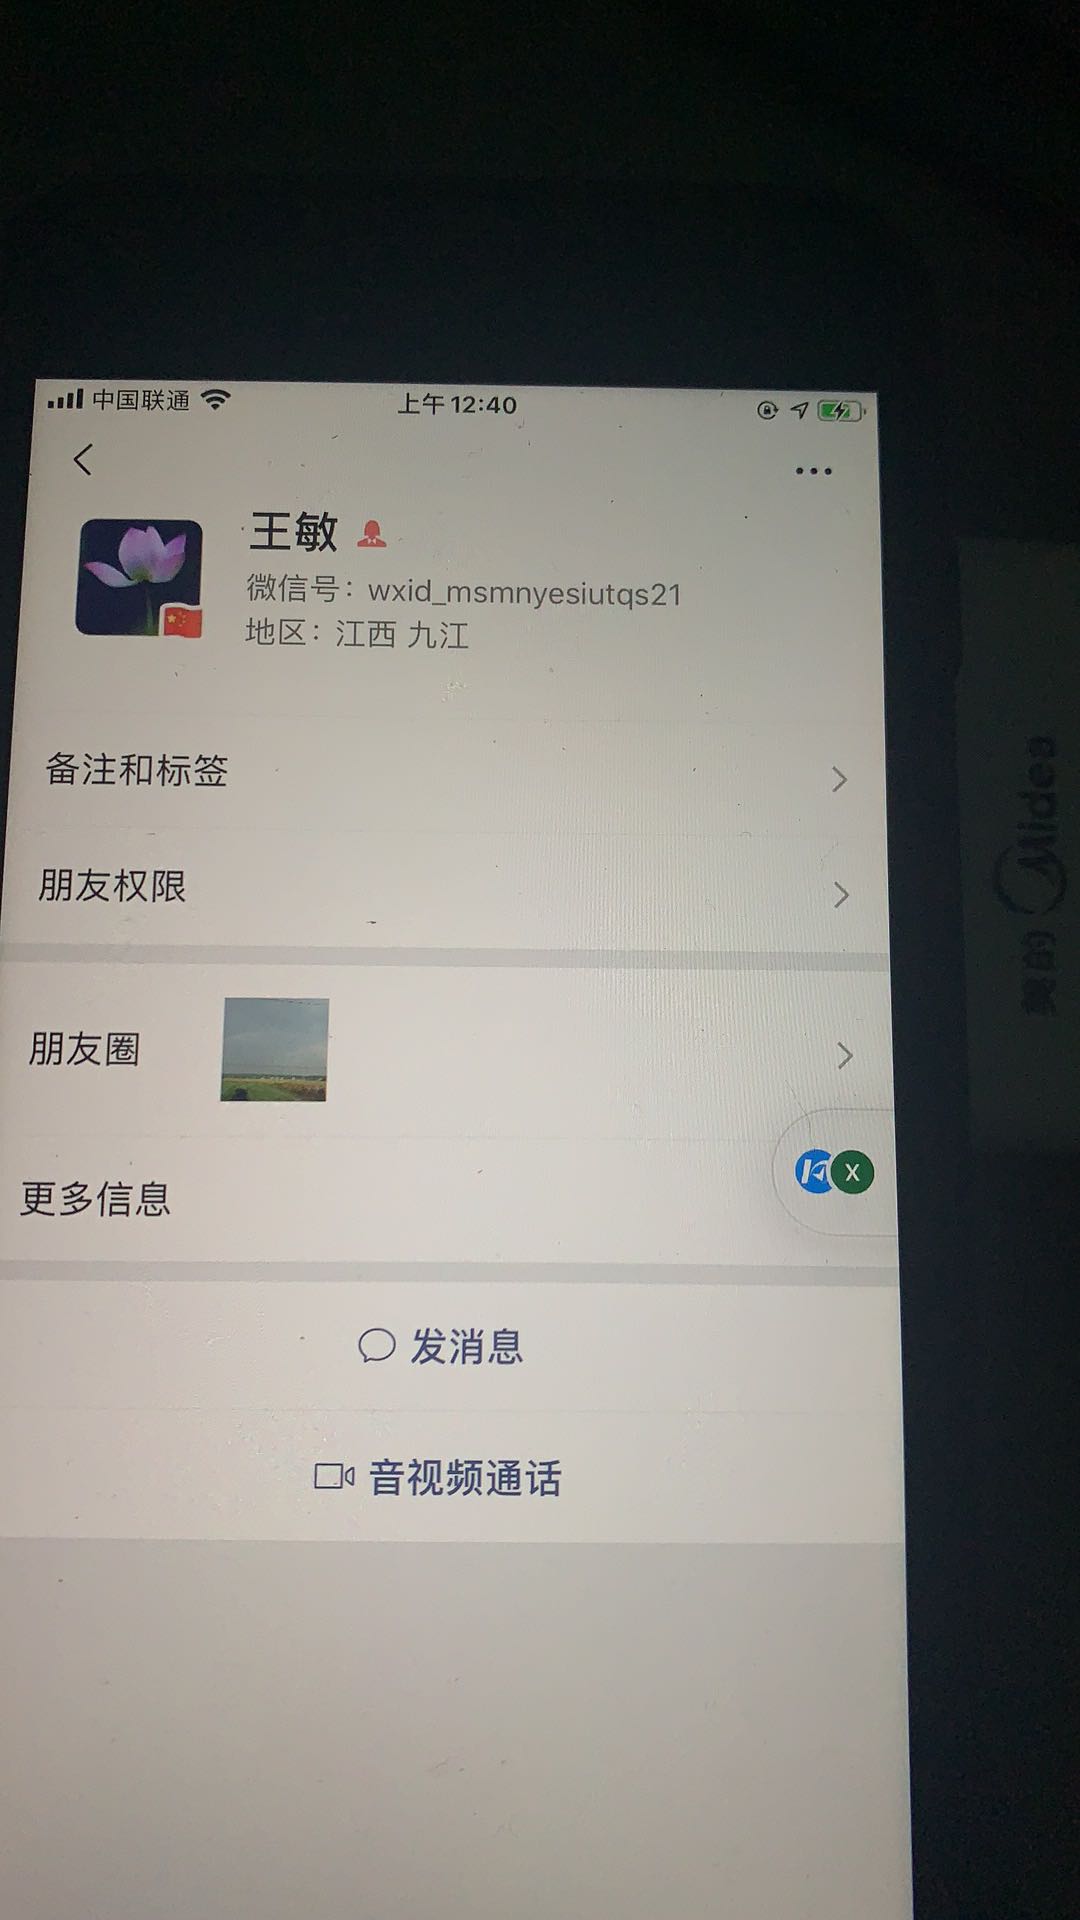 中国联通
上午12:40
王敏
微信号：wxid_msmnyesiutqs21
地区：江西 九江
备注和标签
朋友权限
朋友圈
更多信息
X
发消息
音视频通话
美的 Midea